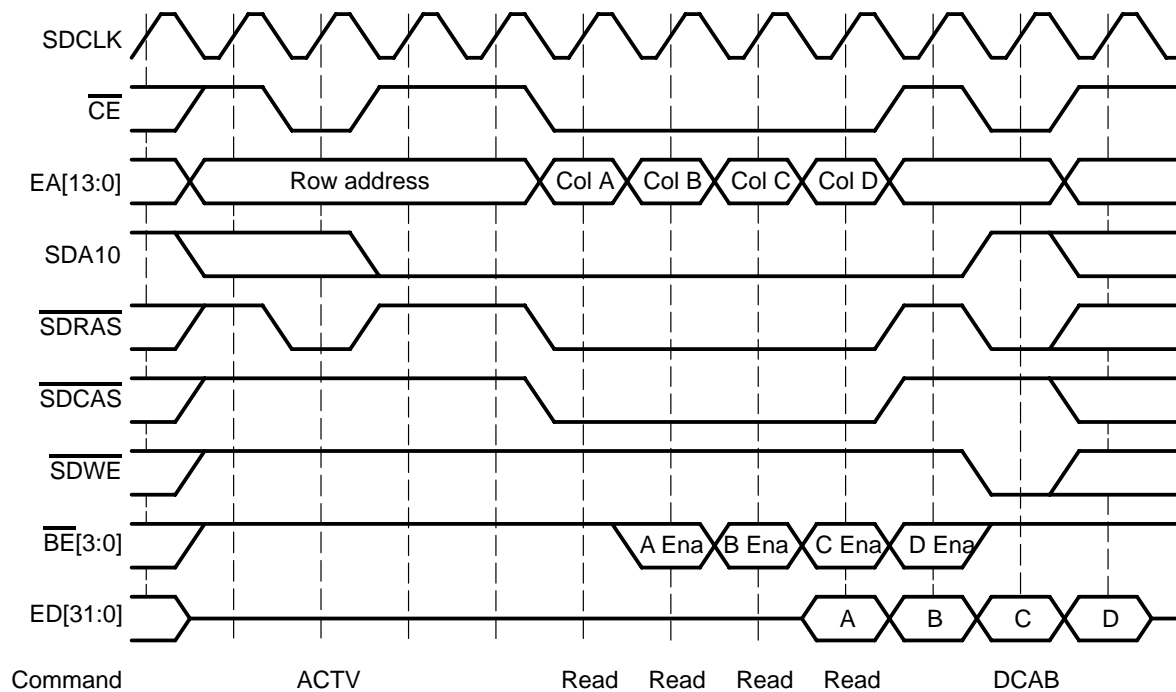 SDCLK
CE
EA[13:0] Row address Col A Col B Col C Col D
SDA10
SDRAS
SDCAS
SDWE
BE[3:0] A Ena B Ena C Ena D Ena
ED[31:0] A B C D
Command ACTV Read Read Read Read DCAB